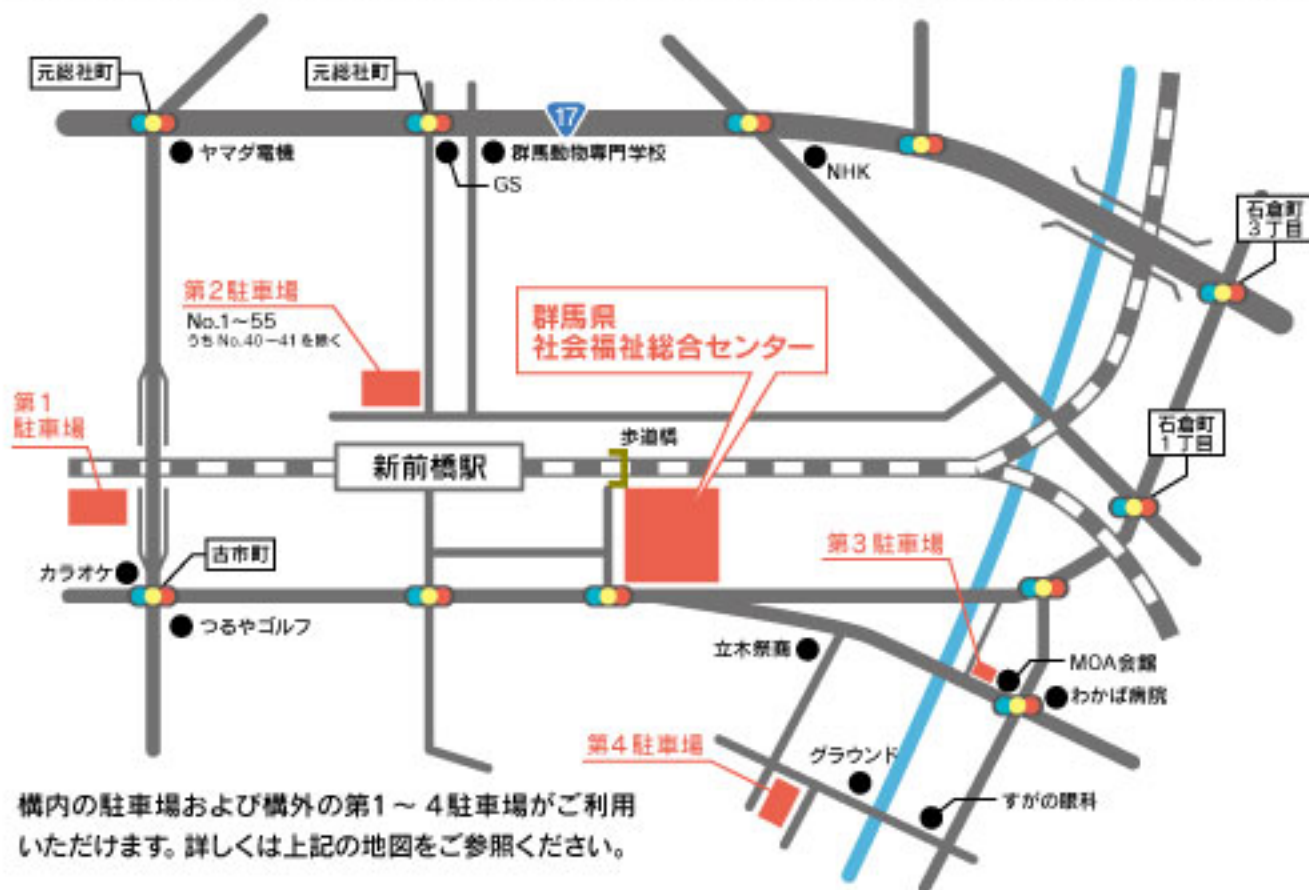 元総社町
元総社町
17
ヤマダ電機
群馬動物専門学校
GS
NHK
石倉町
3丁目
第2駐車場
No.1〜55
うちNo.40−41を除く
群馬県
社会福祉総合センター
第1
駐車場
歩道橋
石倉町
1丁目
新前橋駅
古市町
第3駐車場
カラオケ
つるやゴルフ
立木祭商
MOA会館
わかば病院
第4駐車場
グラウンド
すがの眼科
構内の駐車場および構外の第1〜4駐車場がご利用
いただけます。詳しくは上記の地図をご参照ください。